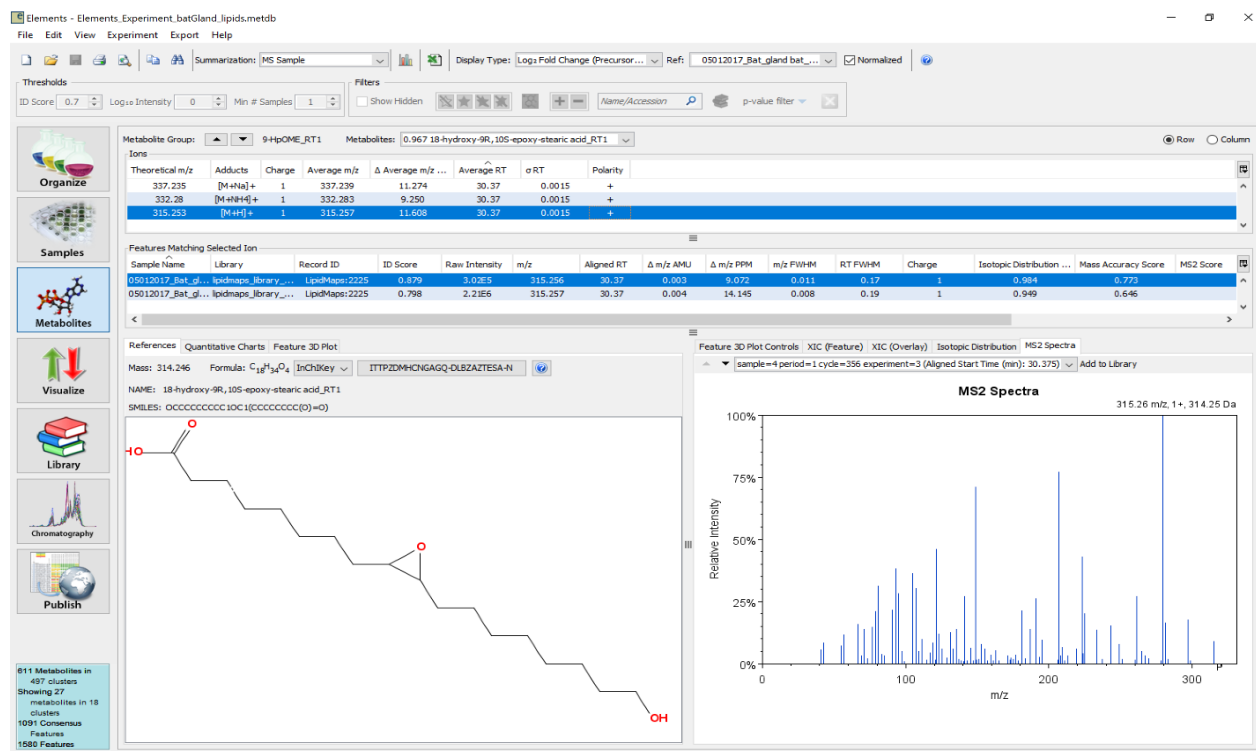 Elements - Elements_Experiment_batGland_lipids.metdb
File Edit View Experiment Export Help
Summarization: MS Sample Display Type: Log₂ Fold Change (Precursor... Ref: 05012017_Bat_gland bat_... Normalized
Thresholds
ID Score 0.7 Log₁₀ Intensity 0 Min # Samples 1
Filters
Show Hidden Name/Accession p-value filter
Organize
Samples
Metabolites
Visualize
Library
Chromatography
Publish
611 Metabolites in
497 clusters
Showing 27
metabolites in 18
clusters
1091 Consensus
Features
1580 Features
Metabolite Group: 9-HpOME_RT1 Metabolites: 0.967 18-hydroxy-9R,10S-epoxy-stearic acid_RT1 Row Column
Ions
Theoretical m/z Adducts Charge Average m/z Δ Average m/z ... Average RT σ RT Polarity
337.235 [M+Na]+ 1 337.239 11.274 30.37 0.0015 +
332.28 [M+NH4]+ 1 332.283 9.250 30.37 0.0015 +
315.253 [M+H]+ 1 315.257 11.608 30.37 0.0015 +
Features Matching Selected Ion
Sample Name Library Record ID ID Score Raw Intensity m/z Aligned RT Δ m/z AMU Δ m/z PPM m/z FWHM RT FWHM Charge Isotopic Distribution ... Mass Accuracy Score MS2 Score
05012017_Bat_gl... lipidmaps_library_... LipidMaps:2225 0.879 3.02E5 315.256 30.37 0.003 9.072 0.011 0.17 1 0.984 0.773
05012017_Bat_gl... lipidmaps_library_... LipidMaps:2225 0.798 2.21E6 315.257 30.37 0.004 14.145 0.008 0.19 1 0.949 0.646
References Quantitative Charts Feature 3D Plot
Mass: 314.246 Formula: C₁₈H₃₄O₄ InChIKey ITTPZDMHCNGAGQ-DLBZAZTESA-N
NAME: 18-hydroxy-9R,10S-epoxy-stearic acid_RT1
SMILES: OCCCCCCCCC1OC1(CCCCCCCC(O)=O)
O
HO
O
OH
Feature 3D Plot Controls XIC (Feature) XIC (Overlay) Isotopic Distribution MS2 Spectra
sample=4 period=1 cycle=356 experiment=3 (Aligned Start Time (min): 30.375) Add to Library
MS2 Spectra
315.26 m/z, 1+, 314.25 Da
100%
75%
50%
25%
0%
Relative Intensity
0 100 200 300
P
m/z